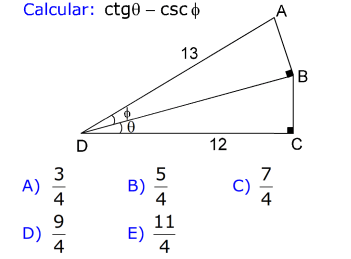 Calcular: ctgθ – csc ϕ
A
13
B
ϕ
θ
D
12
C
A) 3/4
B) 5/4
C) 7/4
D) 9/4
E) 11/4